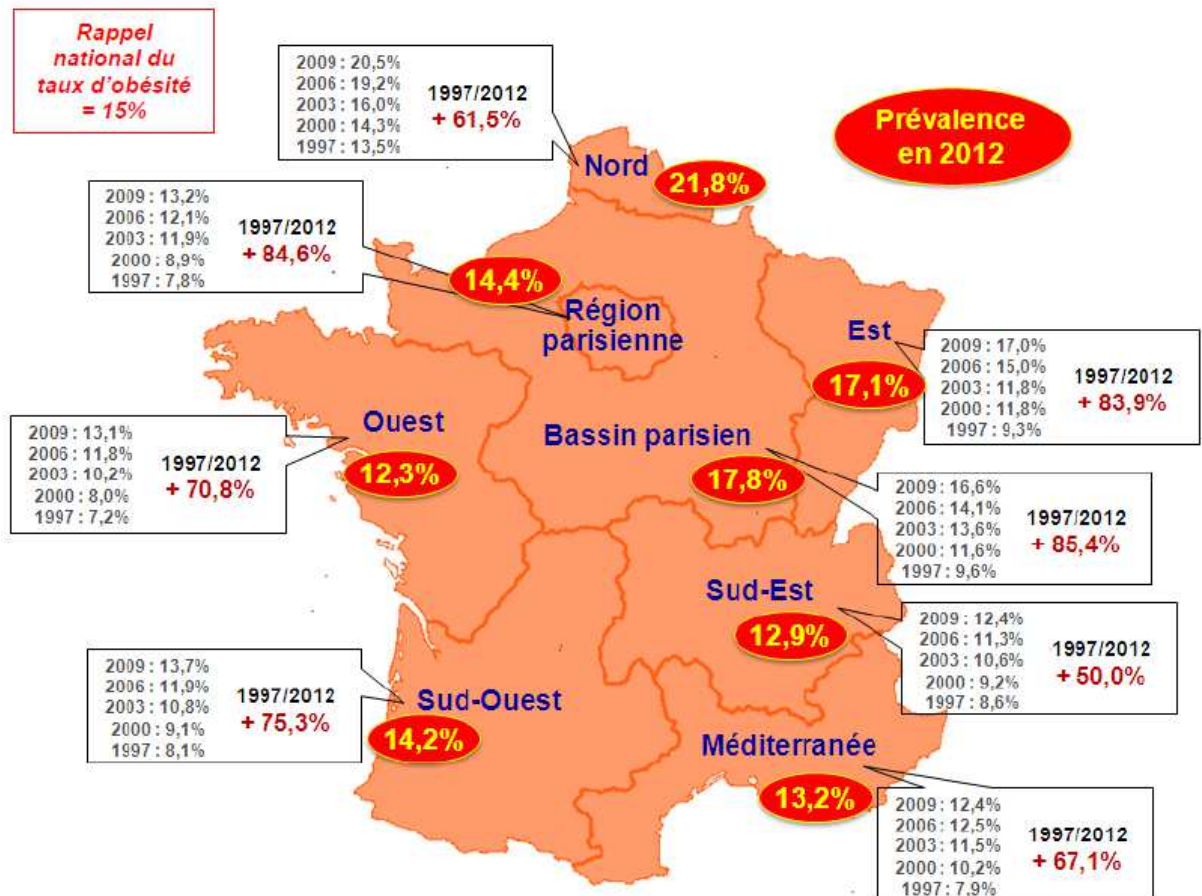 Rappel
national du
taux d'obésité
= 15%
2009 : 20,5%
2006 : 19,2%
2003 : 16,0%
2000 : 14,3%
1997 : 13,5%
1997/2012
+ 61,5%
Prévalence
en 2012
Nord
21,8%
2009 : 13,2%
2006 : 12,1%
2003 : 11,9%
2000 : 8,9%
1997 : 7,8%
1997/2012
+ 84,6%
14,4%
Région
parisienne
Est
17,1%
2009 : 17,0%
2006 : 15,0%
2003 : 11,8%
2000 : 11,8%
1997 : 9,3%
1997/2012
+ 83,9%
2009 : 13,1%
2006 : 11,8%
2003 : 10,2%
2000 : 8,0%
1997 : 7,2%
1997/2012
+ 70,8%
Ouest
12,3%
Bassin parisien
17,8%
2009 : 16,6%
2006 : 14,1%
2003 : 13,6%
2000 : 11,6%
1997 : 9,6%
1997/2012
+ 85,4%
Sud-Est
12,9%
2009 : 12,4%
2006 : 11,3%
2003 : 10,6%
2000 : 9,2%
1997 : 8,6%
1997/2012
+ 50,0%
2009 : 13,7%
2006 : 11,9%
2003 : 10,8%
2000 : 9,1%
1997 : 8,1%
1997/2012
+ 75,3%
Sud-Ouest
14,2%
Méditerranée
13,2%
2009 : 12,4%
2006 : 12,5%
2003 : 11,5%
2000 : 10,2%
1997 : 7,9%
1997/2012
+ 67,1%